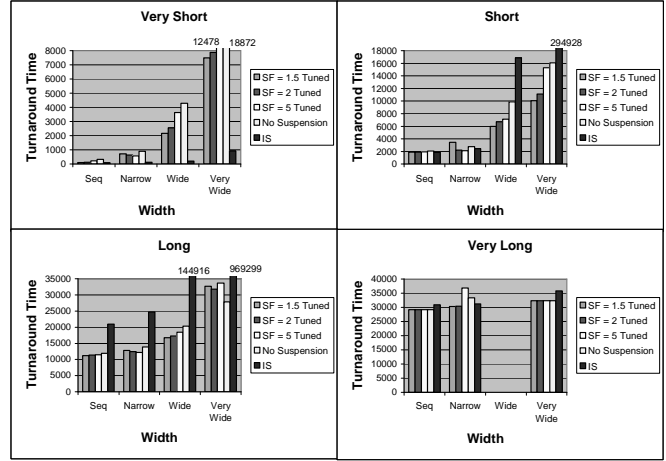 Very Short
12478
18872
8000
7000
6000
5000
4000
3000
2000
1000
0
Turnaround Time
Seq Narrow Wide Very Wide
Width
SF = 1.5 Tuned
SF = 2 Tuned
SF = 5 Tuned
No Suspension
IS
Short
294928
18000
16000
14000
12000
10000
8000
6000
4000
2000
0
Turnaround Time
Seq Narrow Wide Very
Wide
Width
SF = 1.5 Tuned
SF = 2 Tuned
SF = 5 Tuned
No Suspension
IS
Long
144916
969299
35000
30000
25000
20000
15000
10000
5000
0
Turnaround Time
Seq Narrow Wide Very
Wide
Width
SF = 1.5 Tuned
SF = 2 Tuned
SF = 5 Tuned
No Suspension
IS
Very Long
40000
35000
30000
25000
20000
15000
10000
5000
0
Turnaround Time
Seq Narrow Wide Very
Wide
Width
SF = 1.5 Tuned
SF = 2 Tuned
SF = 5 Tuned
No Suspension
IS